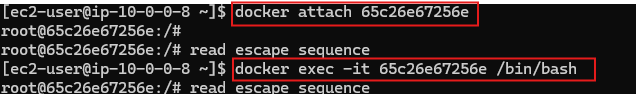 [ec2-user@ip-10-0-0-8 ~]$ docker attach 65c26e67256e
root@65c26e67256e:/#
root@65c26e67256e:/# read escape sequence
[ec2-user@ip-10-0-0-8 ~]$ docker exec -it 65c26e67256e /bin/bash
root@65c26e67256e:/# read escape sequence